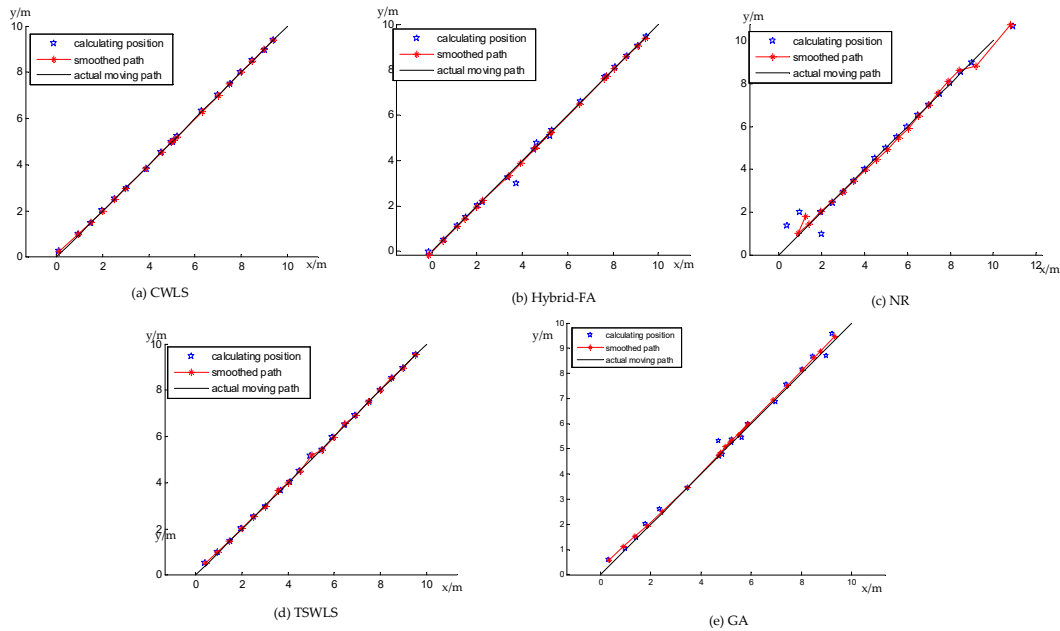 y/m
calculating position
smoothed path
actual moving path
10
8
6
4
2
0
0 2 4 6 8 10
x/m
(a) CWLS
y/m
calculating position
smoothed path
actual moving path
10
8
6
4
2
0
0 2 4 6 8 10
x/m
(b) Hybrid-FA
y/m
calculating position
smoothed path
actual moving path
10
8
6
4
2
0
0 2 4 6 8 10 12
x/m
(c) NR
y/m
calculating position
smoothed path
actual moving path
10
8
6
4
2
y/m
0
0 2 4 6 8 10
x/m
(d) TSWLS
y/m
calculating position
smoothed path
actual moving path
10
9
8
7
6
5
4
3
2
1
0
0 2 4 6 8 10
x/m
(e) GA